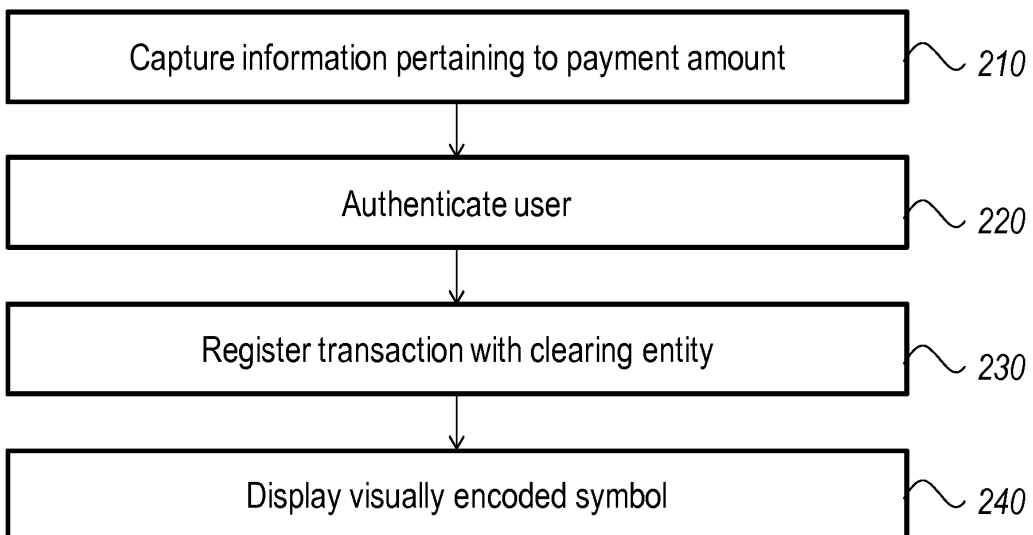 Capture information pertaining to payment amount
210
Authenticate user
220
Register transaction with clearing entity
230
Display visually encoded symbol
240